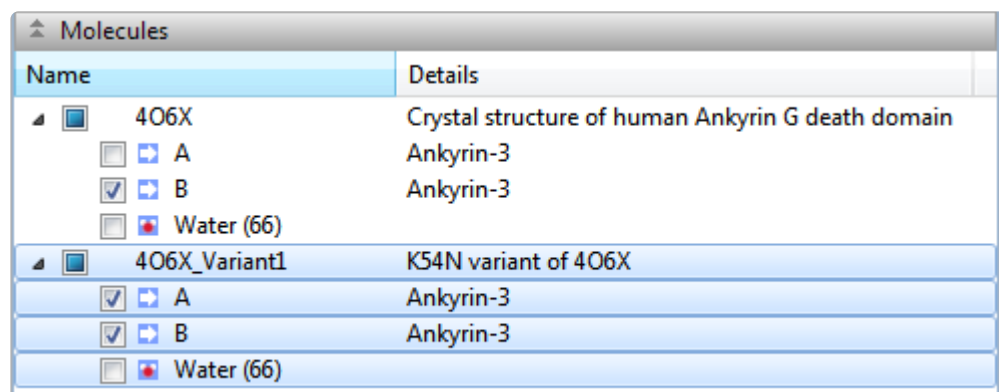 Molecules
Name Details
4O6X Crystal structure of human Ankyrin G death domain
A Ankyrin-3
B Ankyrin-3
Water (66)
4O6X_Variant1 K54N variant of 4O6X
A Ankyrin-3
B Ankyrin-3
Water (66)